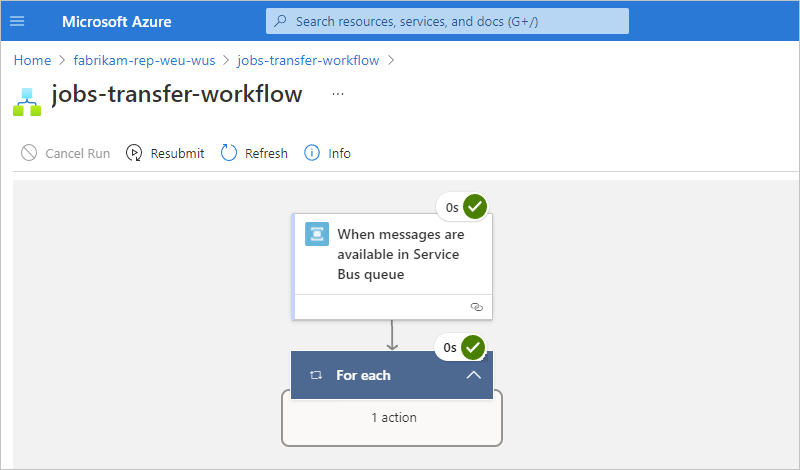 Microsoft Azure
Search resources, services, and docs (G+/)
Home > fabrikam-rep-weu-wus > jobs-transfer-workflow >
jobs-transfer-workflow ...
Cancel Run Resubmit Refresh Info
0s
When messages are
available in Service
Bus queue
0s
For each
1 action